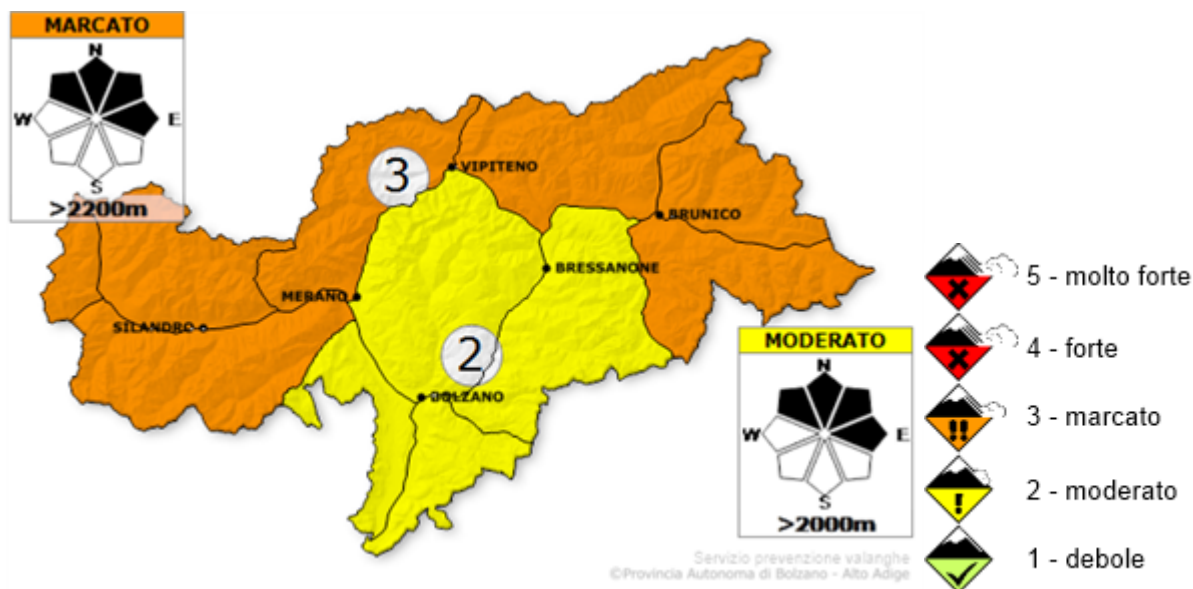 MARCATO
N
W
E
S
>2200m
3
VIPITENO
BRUNICO
BRESSANONE
MERANO
SILANDRO
2
BOLZANO
MODERATO
N
W
E
S
>2000m
5 - molto forte
4 - forte
3 - marcato
2 - moderato
1 - debole
Servizio prevenzione valanghe
©Provincia Autonoma di Bolzano - Alto Adige